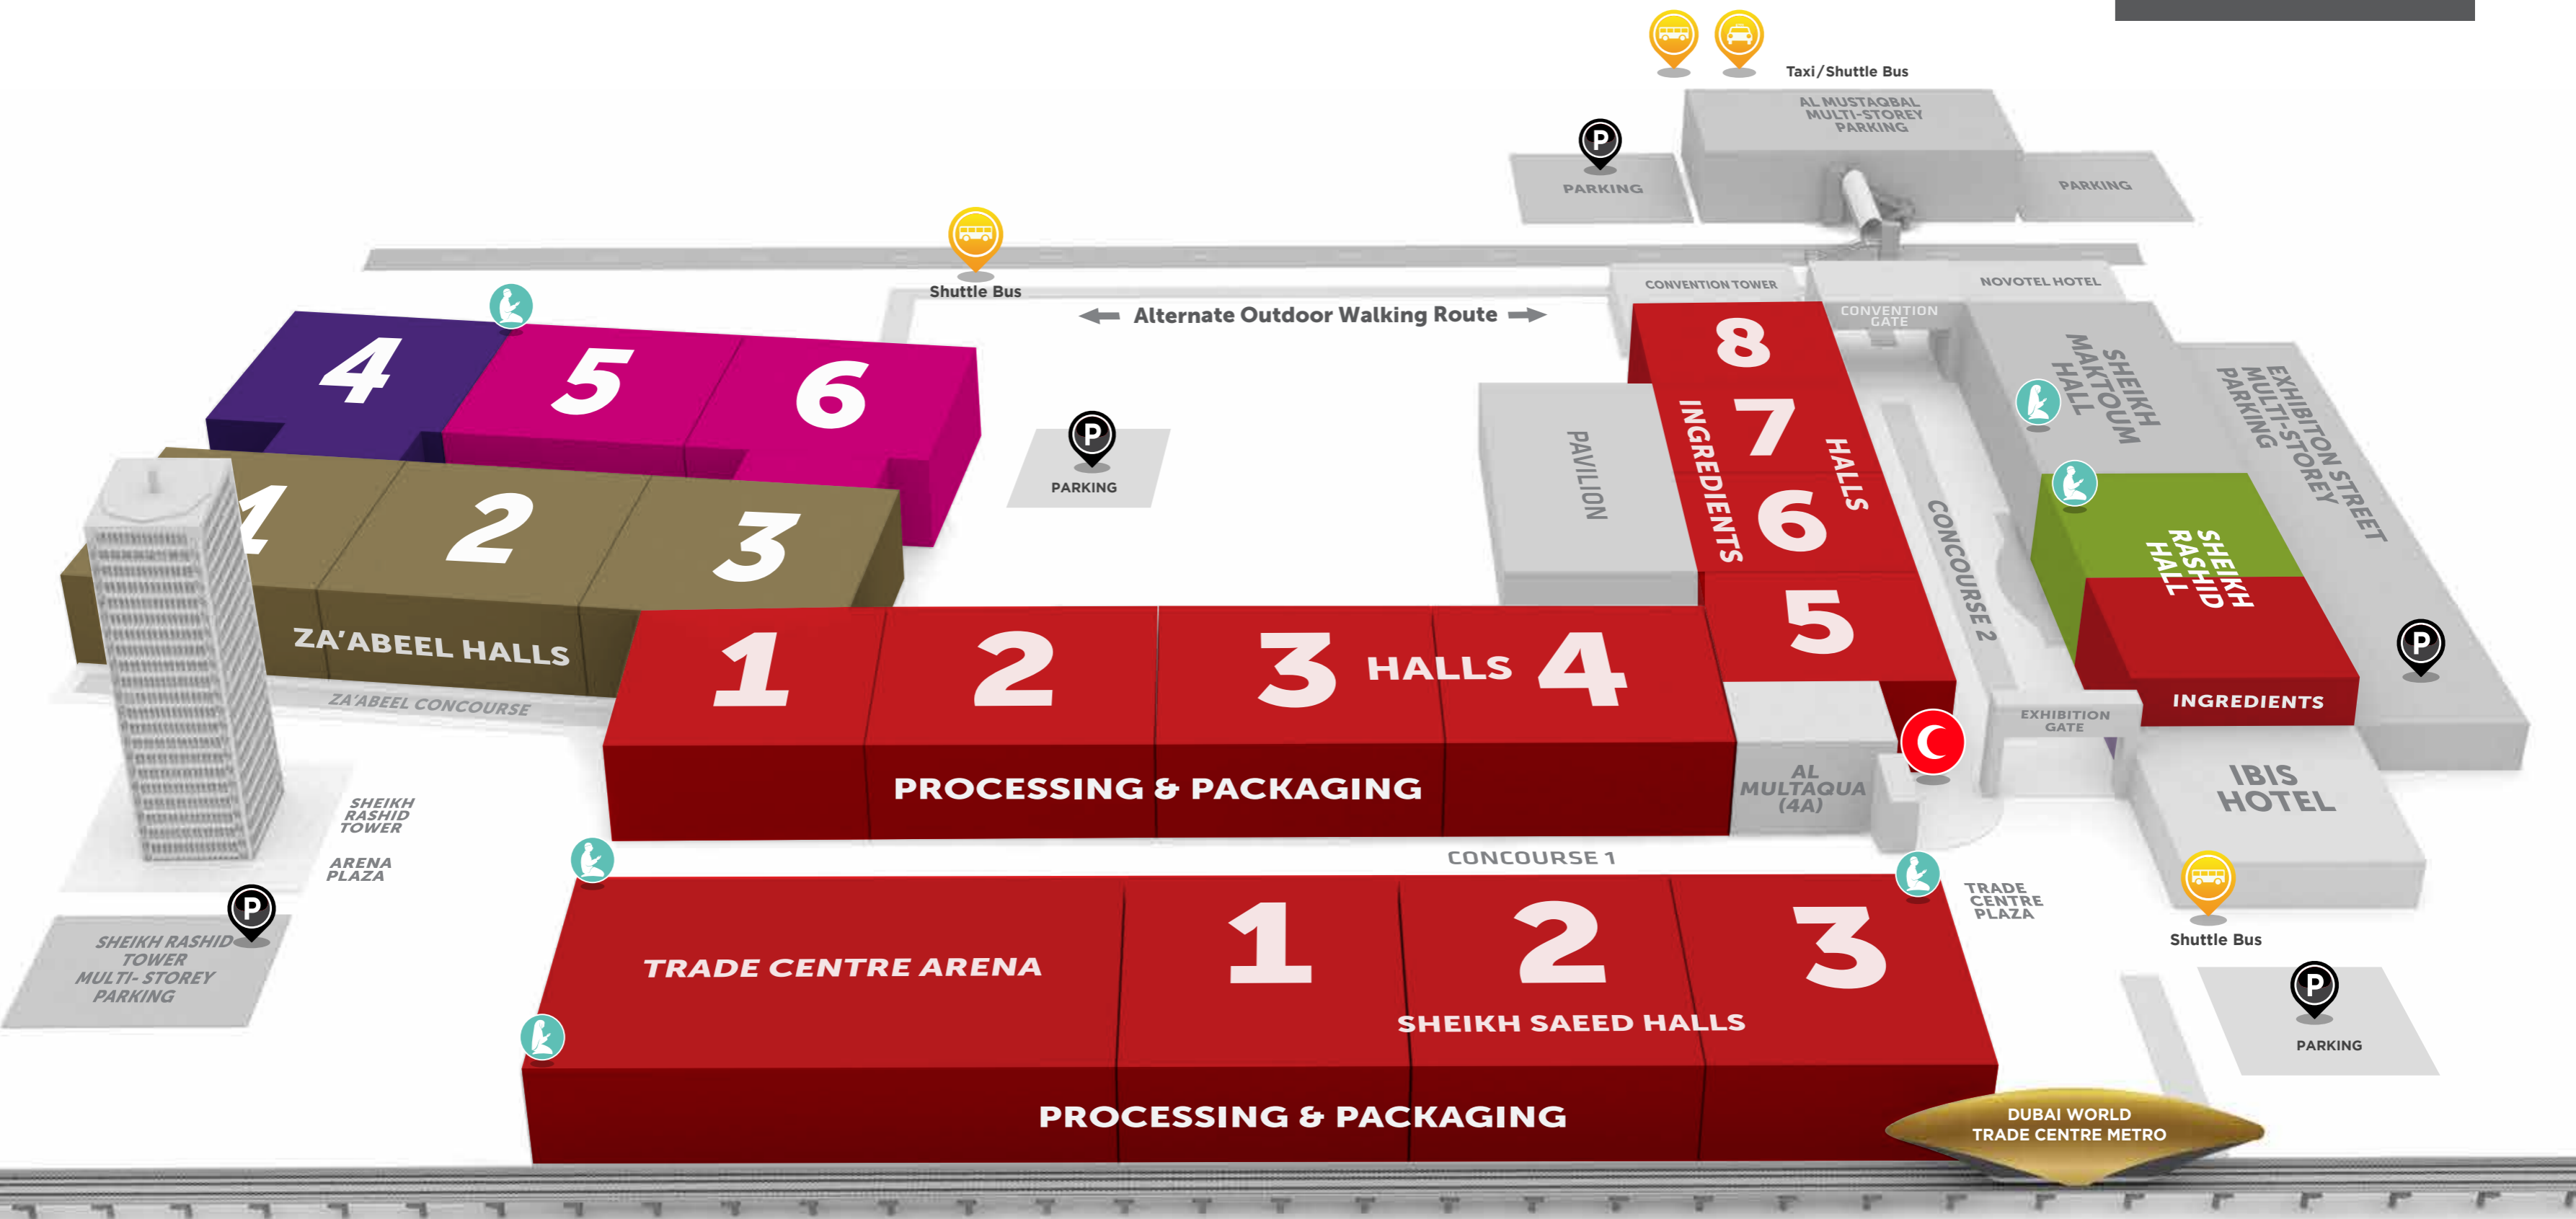 Taxi/Shuttle Bus
AL MUSTAQBAL
MULTI-STOREY
PARKING
P
PARKING
PARKING
Shuttle Bus
Alternate Outdoor Walking Route
CONVENTION TOWER
NOVOTEL HOTEL
CONVENTION
GATE
4
5
6
8
7
6
5
INGREDIENTS
HALLS
SHEIKH
MAKTOUM
HALL
EXHIBITON STREET
MULTI-STOREY
PARKING
P
PARKING
PAVILION
CONCOURSE 2
1
2
3
ZA'ABEEL HALLS
ZA'ABEEL CONCOURSE
SHEIKH
RASHID
HALL
INGREDIENTS
P
1
2
3
HALLS
4
PROCESSING & PACKAGING
AL
MULTAQUA
(4A)
EXHIBITION
GATE
IBIS
HOTEL
SHEIKH
RASHID
TOWER
ARENA
PLAZA
CONCOURSE 1
P
SHEIKH RASHID
TOWER
MULTI- STOREY
PARKING
TRADE CENTRE ARENA
1
2
3
SHEIKH SAEED HALLS
PROCESSING & PACKAGING
TRADE
CENTRE
PLAZA
Shuttle Bus
P
PARKING
DUBAI WORLD
TRADE CENTRE METRO